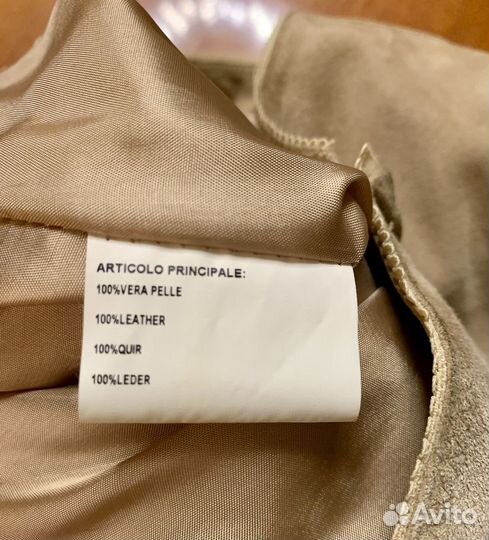 ARTICOLO PRINCIPALE:
100%VERA PELLE
100%LEATHER
100%QUIR
100%LEDER
Avito